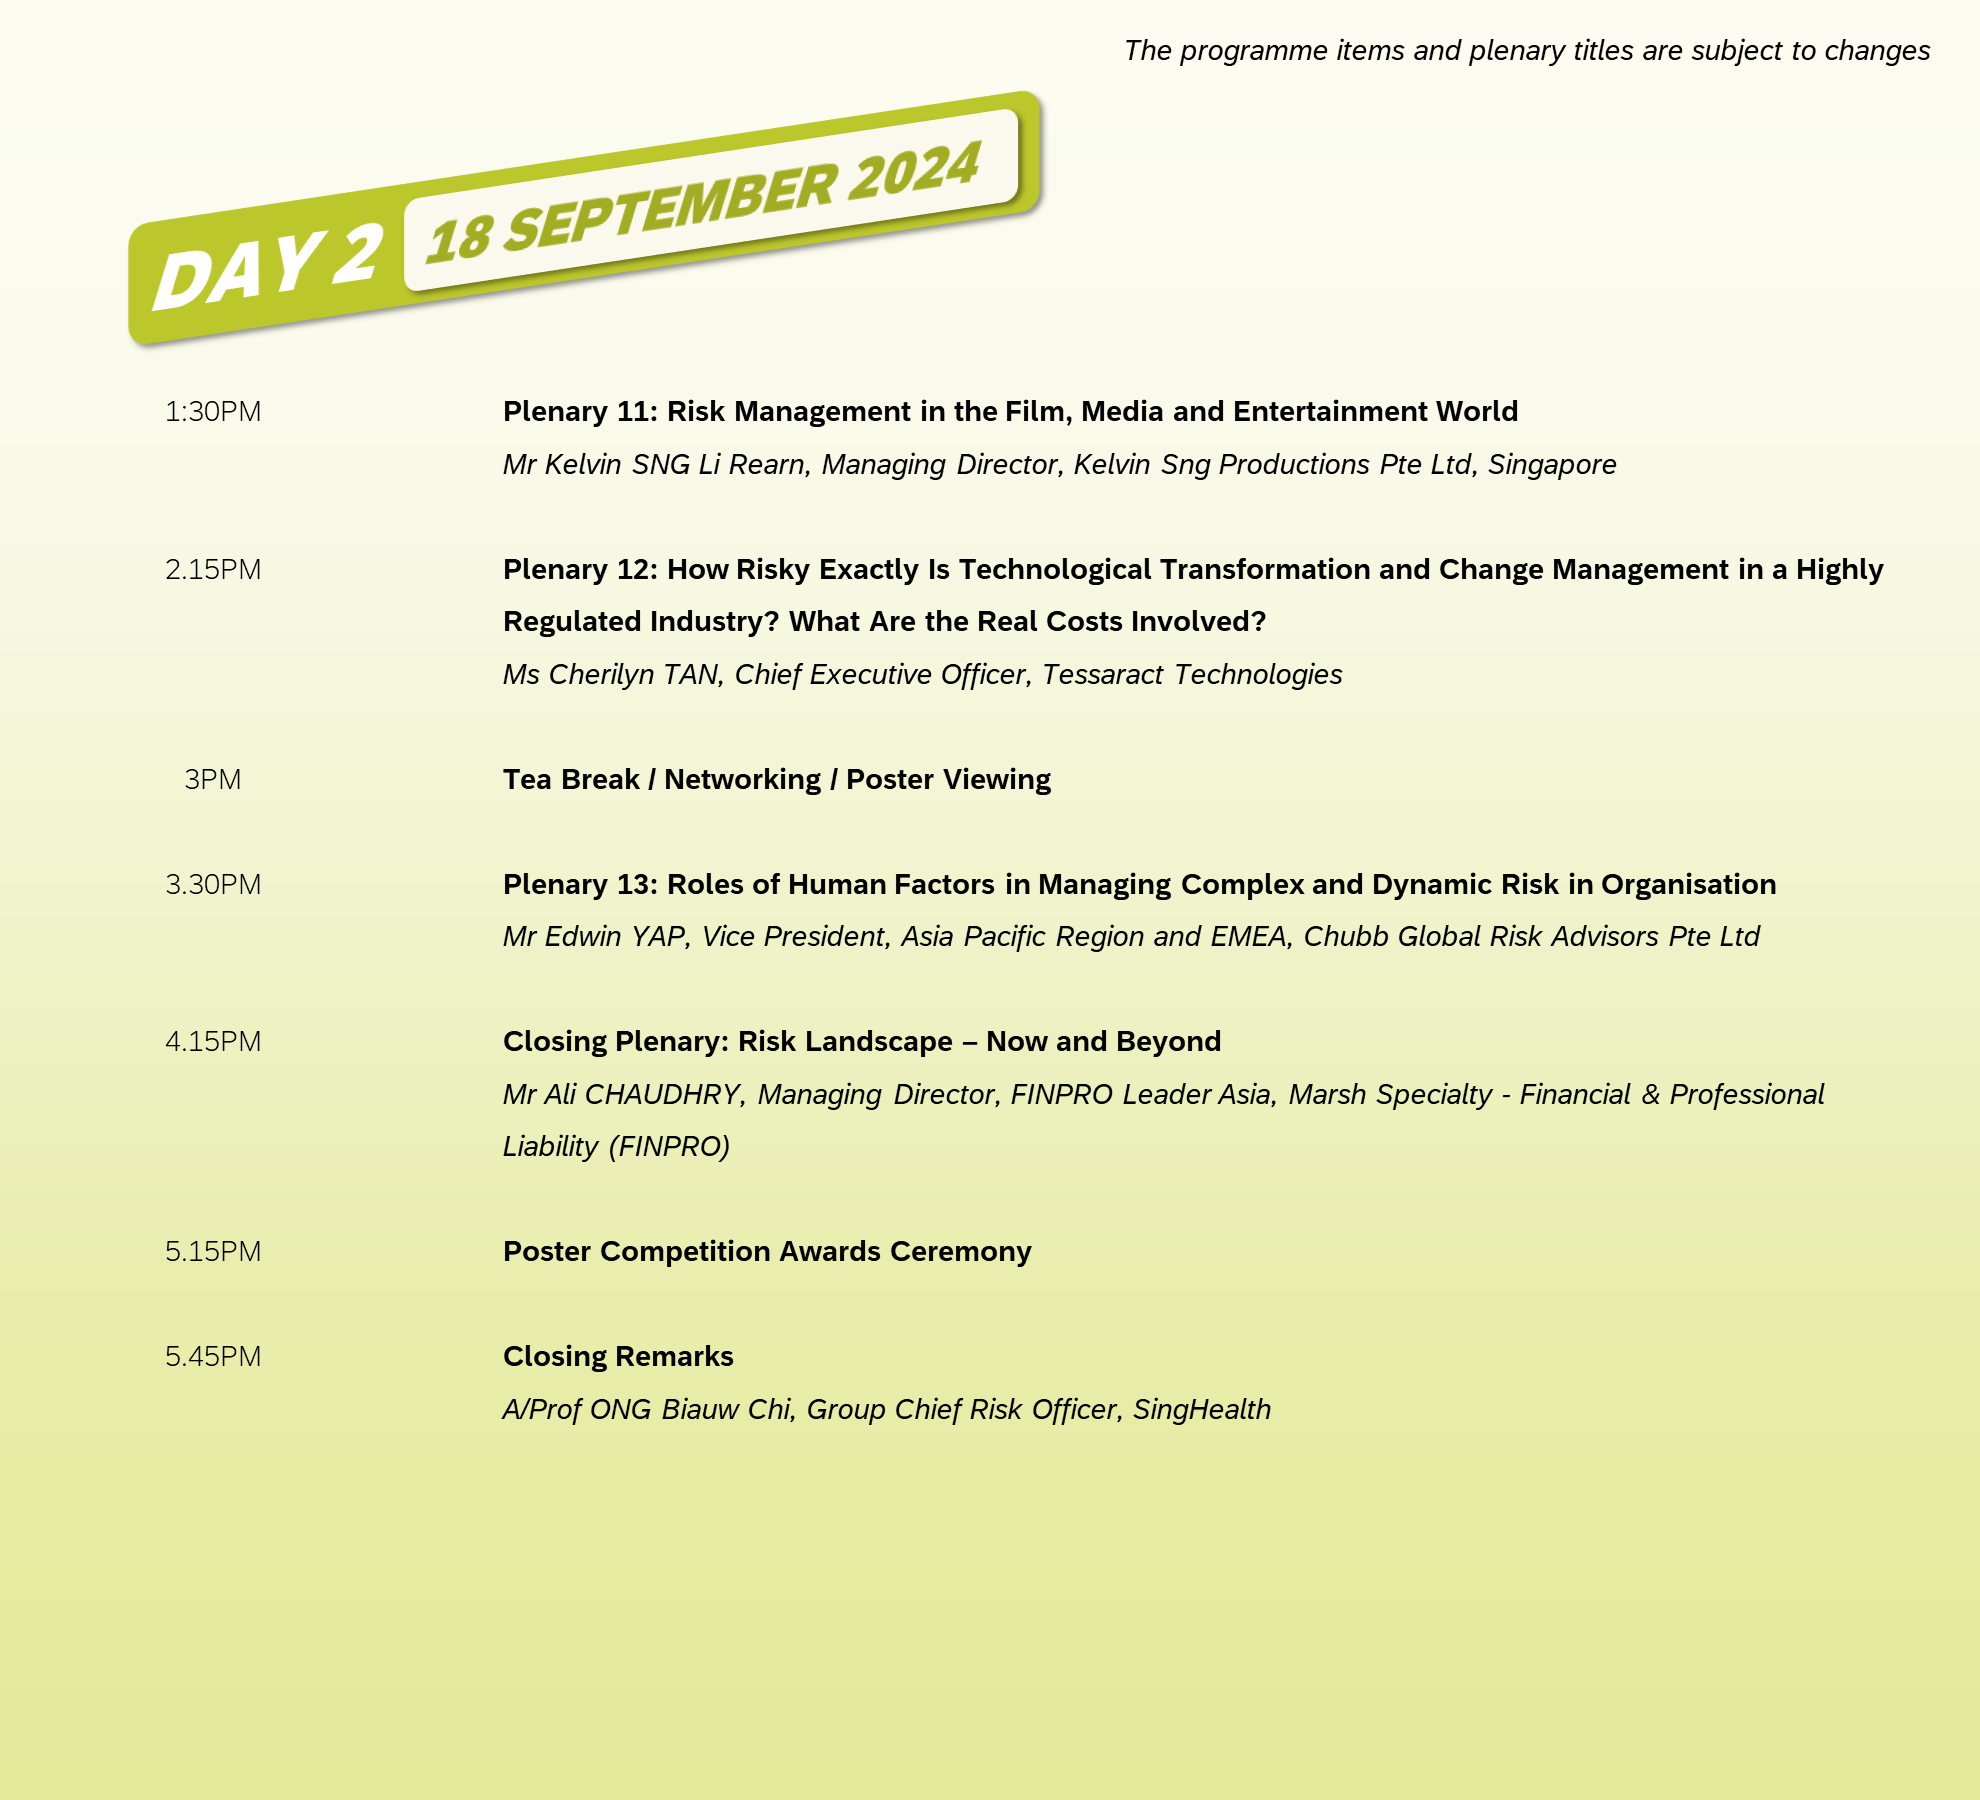 The programme items and plenary titles are subject to changes
DAY 2 18 SEPTEMBER 2024
1:30PM Plenary 11: Risk Management in the Film, Media and Entertainment World
Mr Kelvin SNG Li Rearn, Managing Director, Kelvin Sng Productions Pte Ltd, Singapore
2.15PM Plenary 12: How Risky Exactly Is Technological Transformation and Change Management in a Highly
Regulated Industry? What Are the Real Costs Involved?
Ms Cherilyn TAN, Chief Executive Officer, Tessaract Technologies
3PM Tea Break / Networking / Poster Viewing
3.30PM Plenary 13: Roles of Human Factors in Managing Complex and Dynamic Risk in Organisation
Mr Edwin YAP, Vice President, Asia Pacific Region and EMEA, Chubb Global Risk Advisors Pte Ltd
4.15PM Closing Plenary: Risk Landscape – Now and Beyond
Mr Ali CHAUDHRY, Managing Director, FINPRO Leader Asia, Marsh Specialty - Financial & Professional
Liability (FINPRO)
5.15PM Poster Competition Awards Ceremony
5.45PM Closing Remarks
A/Prof ONG Biauw Chi, Group Chief Risk Officer, SingHealth